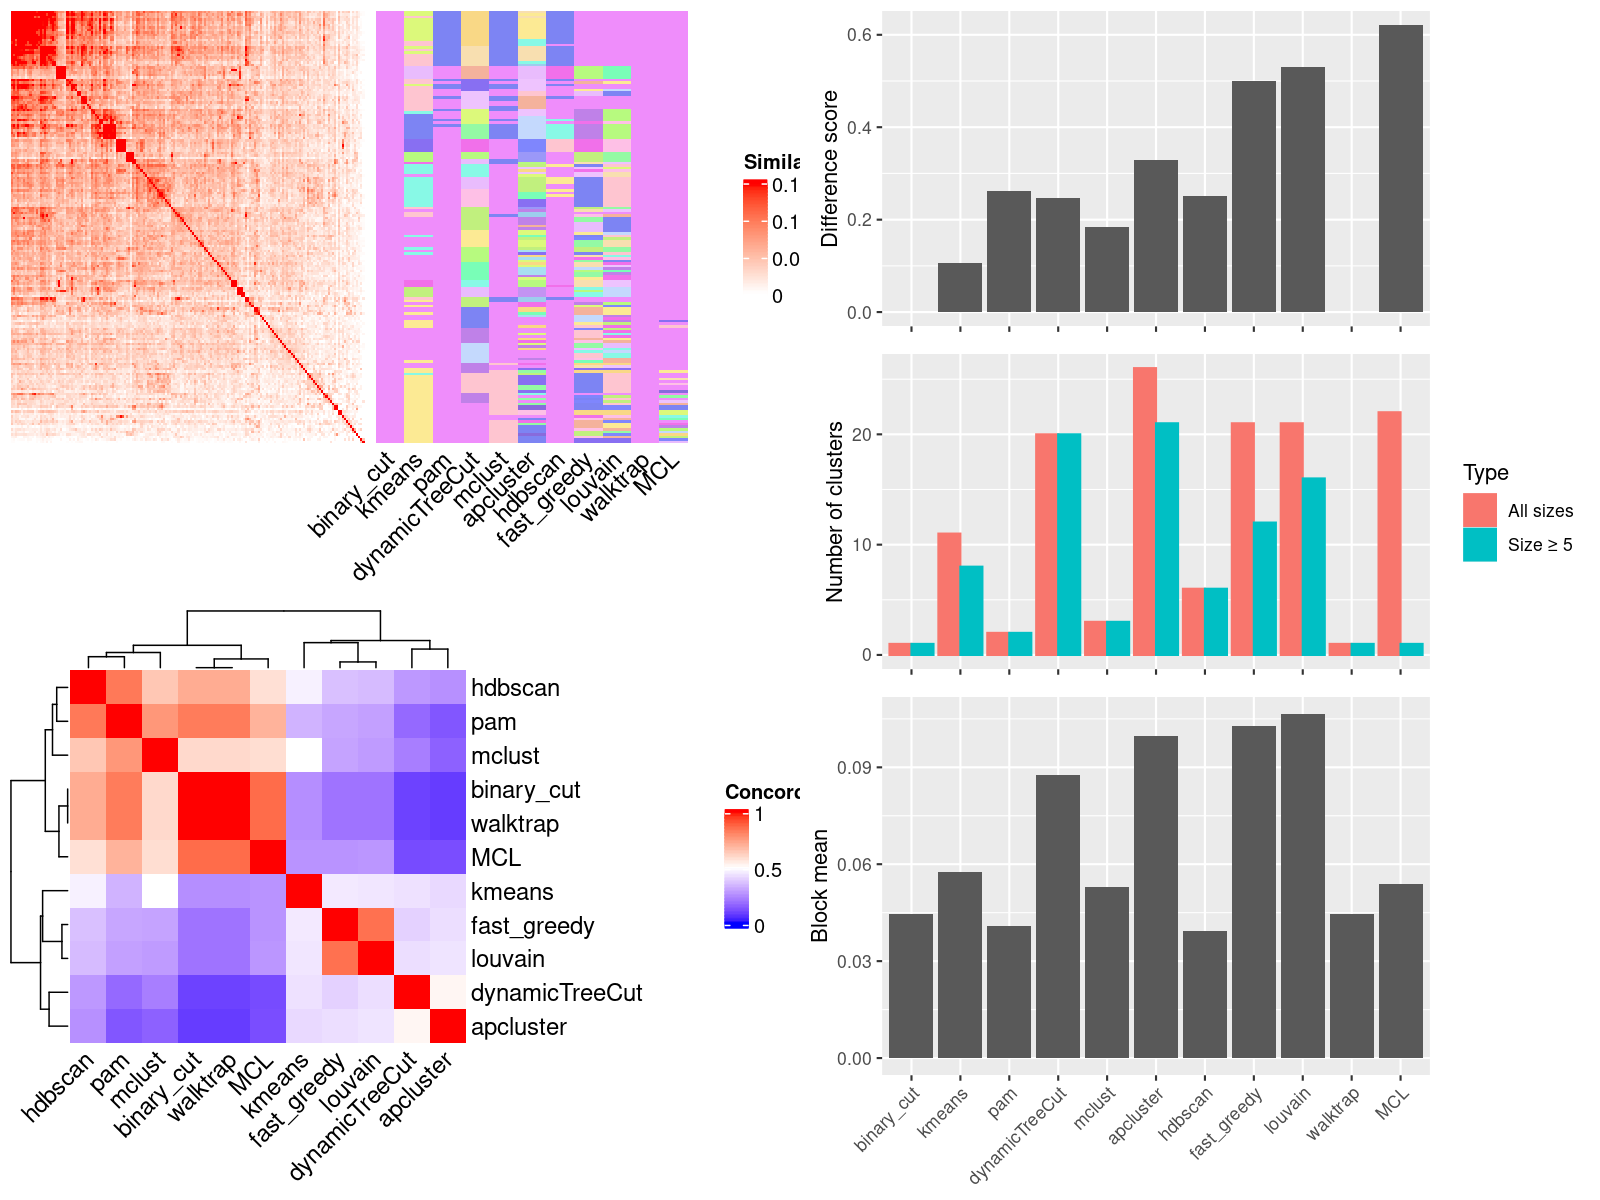 Simila
0.1
0.1
0.0
0
binary_cut
kmeans
pam
dynamicTreeCut
mclust
apcluster
hdbscan
fast_greedy
louvain
walktrap
MCL
hdbscan
pam
mclust
binary_cut
walktrap
MCL
kmeans
fast_greedy
louvain
dynamicTreeCut
apcluster
hdbscan
pam
mclust
binary_cut
walktrap
MCL
kmeans
fast_greedy
louvain
dynamicTreeCut
apcluster
Concord
1
0.5
0
Difference score
0.6
0.4
0.2
0.0
Number of clusters
20
10
0
Type
All sizes
Size ≥ 5
Block mean
0.09
0.06
0.03
0.00
binary_cut
kmeans
pam
dynamicTreeCut
mclust
apcluster
hdbscan
fast_greedy
louvain
walktrap
MCL